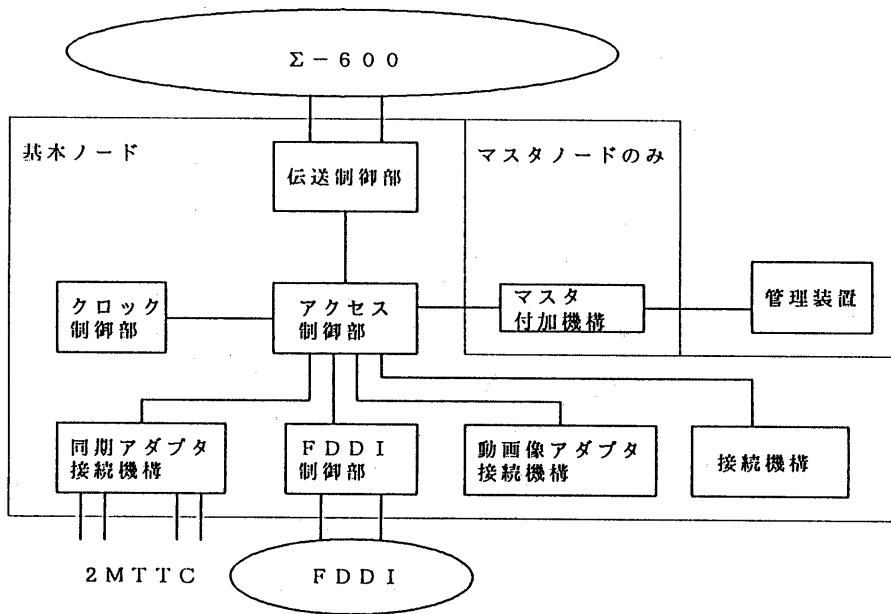 Σ－６００
基本ノード
マスタノードのみ
伝送制御部
クロック
制御部
アクセス
制御部
マスタ
付加機構
管理装置
同期アダプタ
接続機構
ＦＤＤＩ
制御部
動画像アダプタ
接続機構
接続機構
２ＭＴＴＣ
ＦＤＤＩ